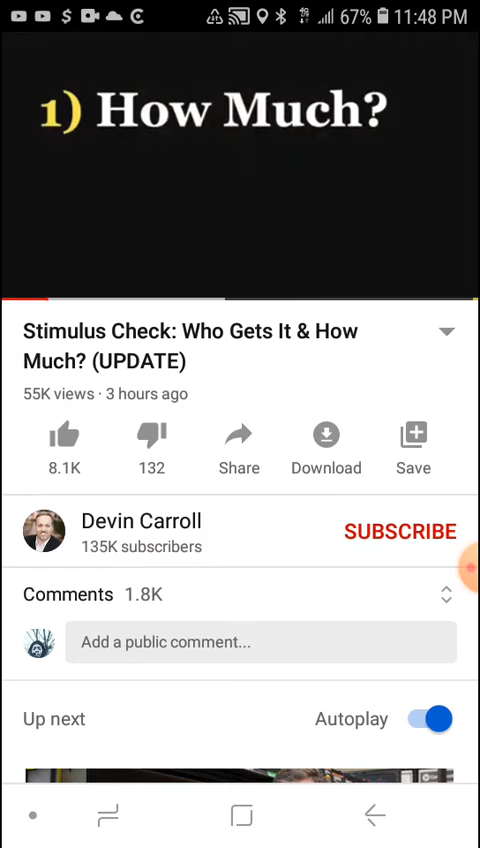 67% 11:48 PM
1) How Much?
Stimulus Check: Who Gets It & How
Much? (UPDATE)
55K views · 3 hours ago
8.1K 132 Share Download Save
Devin Carroll
135K subscribers
SUBSCRIBE
Comments 1.8K
Add a public comment...
Up next Autoplay